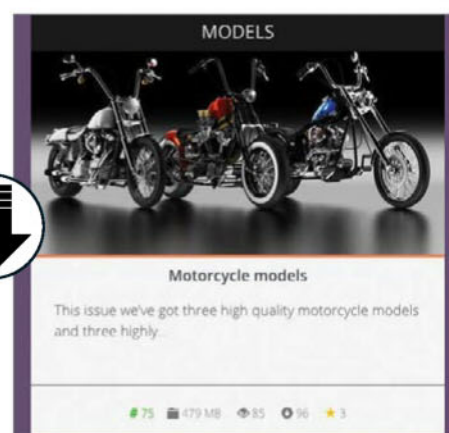 MODELS
Motorcycle models
This issue we've got three high quality motorcycle models
and three highly
# 75 479 MB 85 96 3